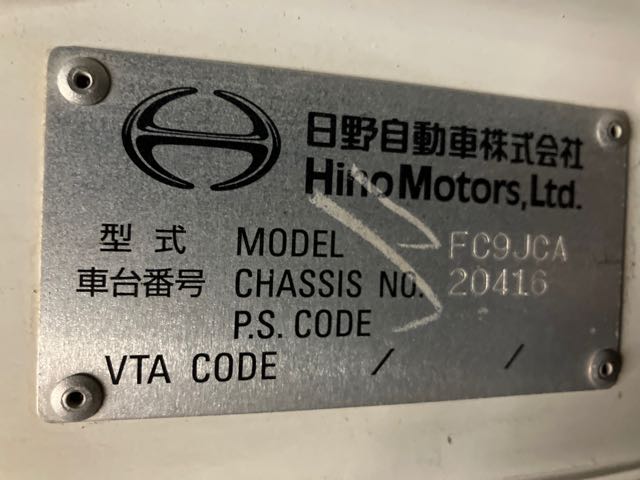 日野自動車株式会社
Hino Motors, Ltd.
型式 MODEL FC9JCA
車台番号 CHASSIS NO. 20416
P.S. CODE
VTA CODE / /